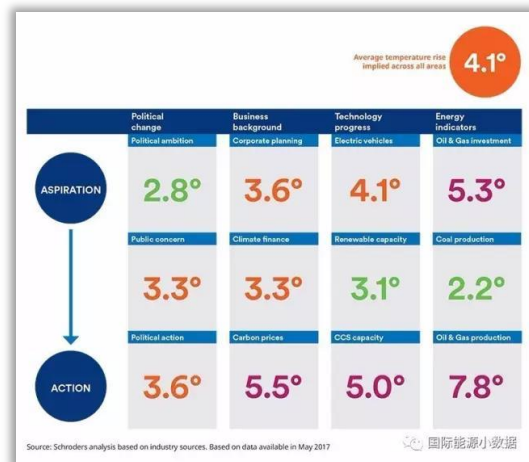 Average temperature rise
implied across all areas
4.1°
Political change
Business background
Technology progress
Energy indicators
Political ambition
Corporate planning
Electric vehicles
Oil & Gas investment
ASPIRATION
2.8°
3.6°
4.1°
5.3°
Public concern
Climate finance
Renewable capacity
Coal production
3.3°
3.3°
3.1°
2.2°
Political action
Carbon prices
CCS capacity
Oil & Gas production
ACTION
3.6°
5.5°
5.0°
7.8°
Source: Schroders analysis based on industry sources. Based on data available in May 2017
国际能源小数据